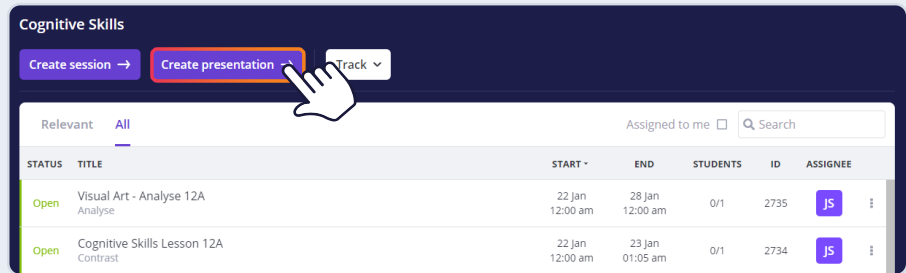 Cognitive Skills
Create session → Create presentation → Track
Relevant All Assigned to me Search
STATUS TITLE START END STUDENTS ID ASSIGNEE
Open Visual Art - Analyse 12A 22 Jan 28 Jan 0/1 2735 JS
Analyse 12:00 am 12:00 am
Open Cognitive Skills Lesson 12A 22 Jan 23 Jan 0/1 2734 JS
Contrast 12:00 am 01:05 am